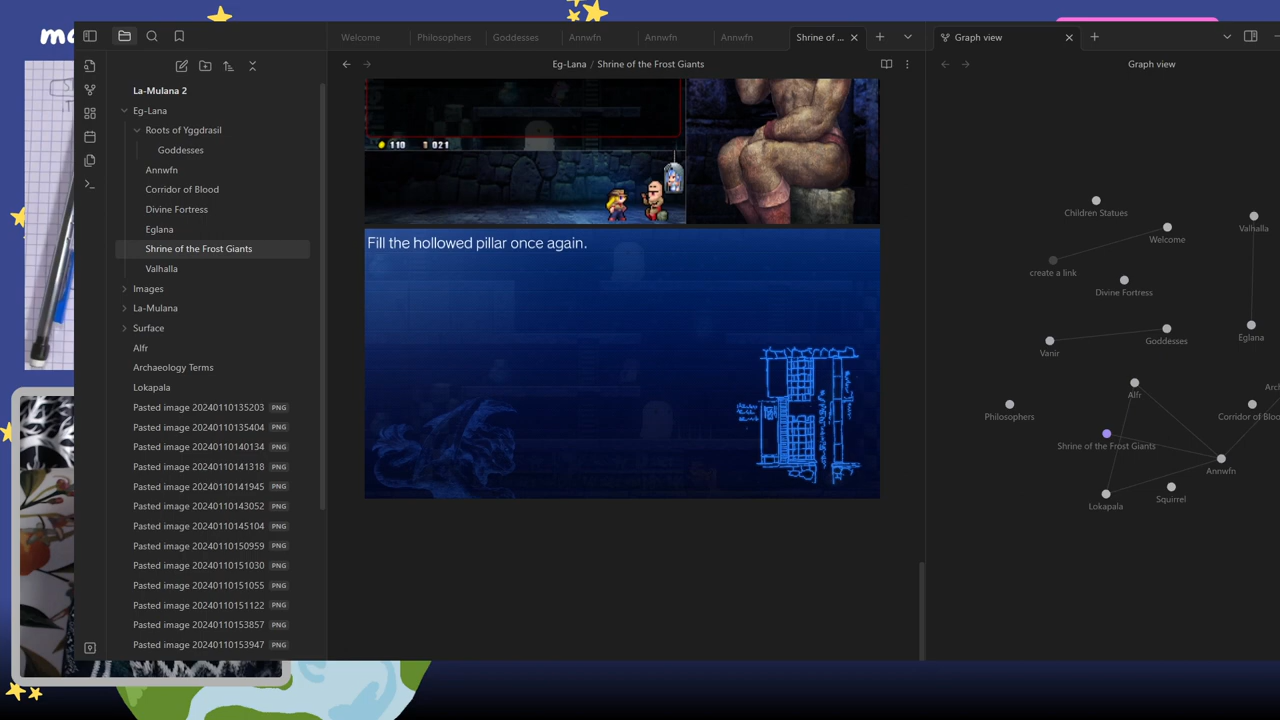 Welcome
Philosophers
Goddesses
Annwfn
Annwfn
Annwfn
Shrine of ...
Graph view
Eg-Lana / Shrine of the Frost Giants
Graph view
La-Mulana 2
Eg-Lana
Roots of Yggdrasil
Goddesses
Annwfn
Corridor of Blood
Divine Fortress
Eglana
Shrine of the Frost Giants
Valhalla
Images
La-Mulana
Surface
Alfr
Archaeology Terms
Lokapala
Pasted image 20240110135203 PNG
Pasted image 20240110135404 PNG
Pasted image 20240110140134 PNG
Pasted image 20240110141318 PNG
Pasted image 20240110141945 PNG
Pasted image 20240110143052 PNG
Pasted image 20240110145104 PNG
Pasted image 20240110150959 PNG
Pasted image 20240110151030 PNG
Pasted image 20240110151055 PNG
Pasted image 20240110151122 PNG
Pasted image 20240110153857 PNG
Pasted image 20240110153947 PNG
110 021
Fill the hollowed pillar once again.
Children Statues
Welcome
Valhalla
create a link
Divine Fortress
Vanir
Goddesses
Eglana
Alfr
Philosophers
Corridor of Bloo
Shrine of the Frost Giants
Annwfn
Lokapala
Squirrel